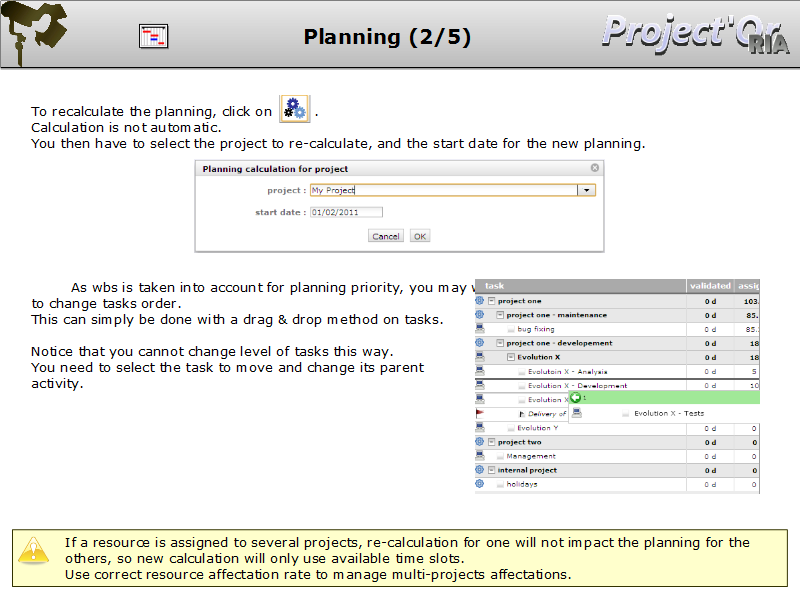 Planning (2/5)
Project'Or
RIA
To recalculate the planning, click on .
Calculation is not automatic.
You then have to select the project to re-calculate, and the start date for the new planning.
Planning calculation for project
project : My Project
start date : 01/02/2011
Cancel OK
As wbs is taken into account for planning priority, you may
to change tasks order.
This can simply be done with a drag & drop method on tasks.
Notice that you cannot change level of tasks this way.
You need to select the task to move and change its parent
activity.
task validated assig
project one 0 d 103.
project one - maintenance 0 d 85.
bug fixing 0 d 85.
project one - developement 0 d 18
Evolution X 0 d 18
Evolutoin X - Analysis 0 d 5
Evolution X - Development 0 d 10
Evolution X
1
Delivery of
Evolution X - Tests
Evolution Y 0 d 0
project two 0 d 0
Management 0 d 0
internal project 0 d 0
holidays 0 d 0
If a resource is assigned to several projects, re-calculation for one will not impact the planning for the
others, so new calculation will only use available time slots.
Use correct resource affectation rate to manage multi-projects affectations.